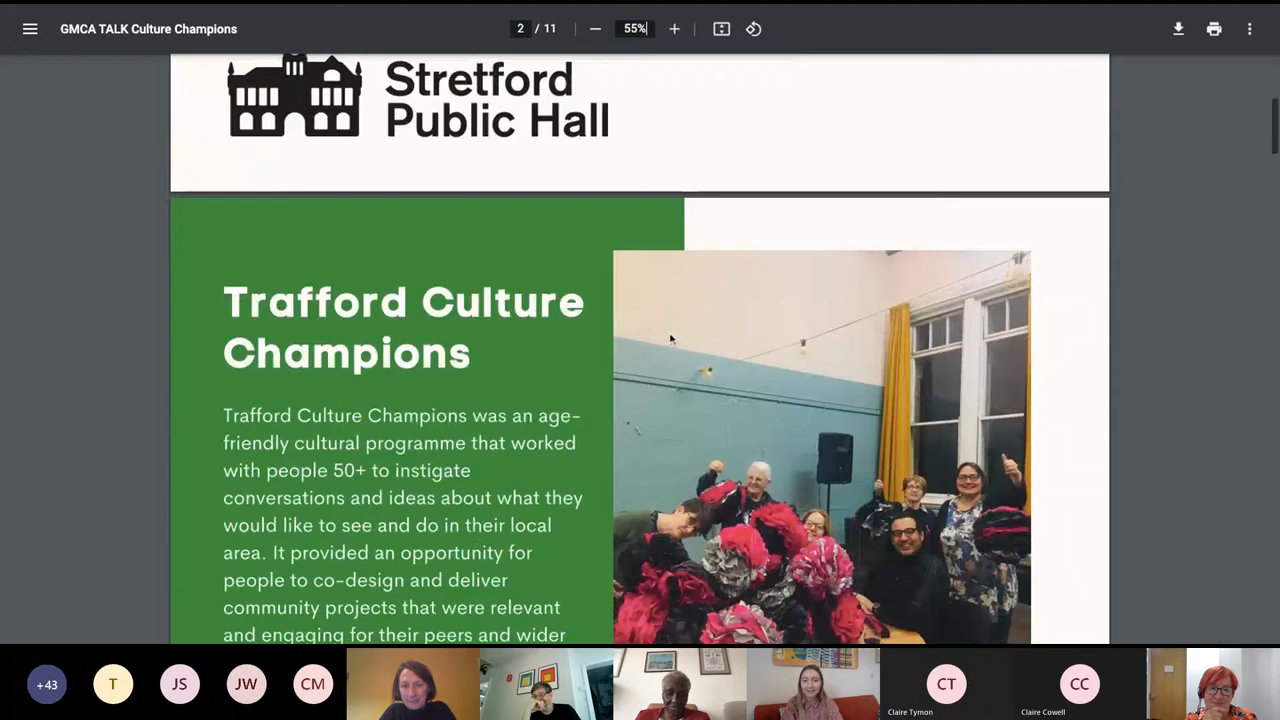 GMCA TALK Culture Champions
2 / 11
55%
Stretford
Public Hall
Trafford Culture
Champions
Trafford Culture Champions was an age-
friendly cultural programme that worked
with people 50+ to instigate
conversations and ideas about what they
would like to see and do in their local
area. It provided an opportunity for
people to co-design and deliver
community projects that were relevant
and engaging for their peers and wider
+43
T
JS
JW
CM
CT
Claire Tymon
CC
Claire Cowell